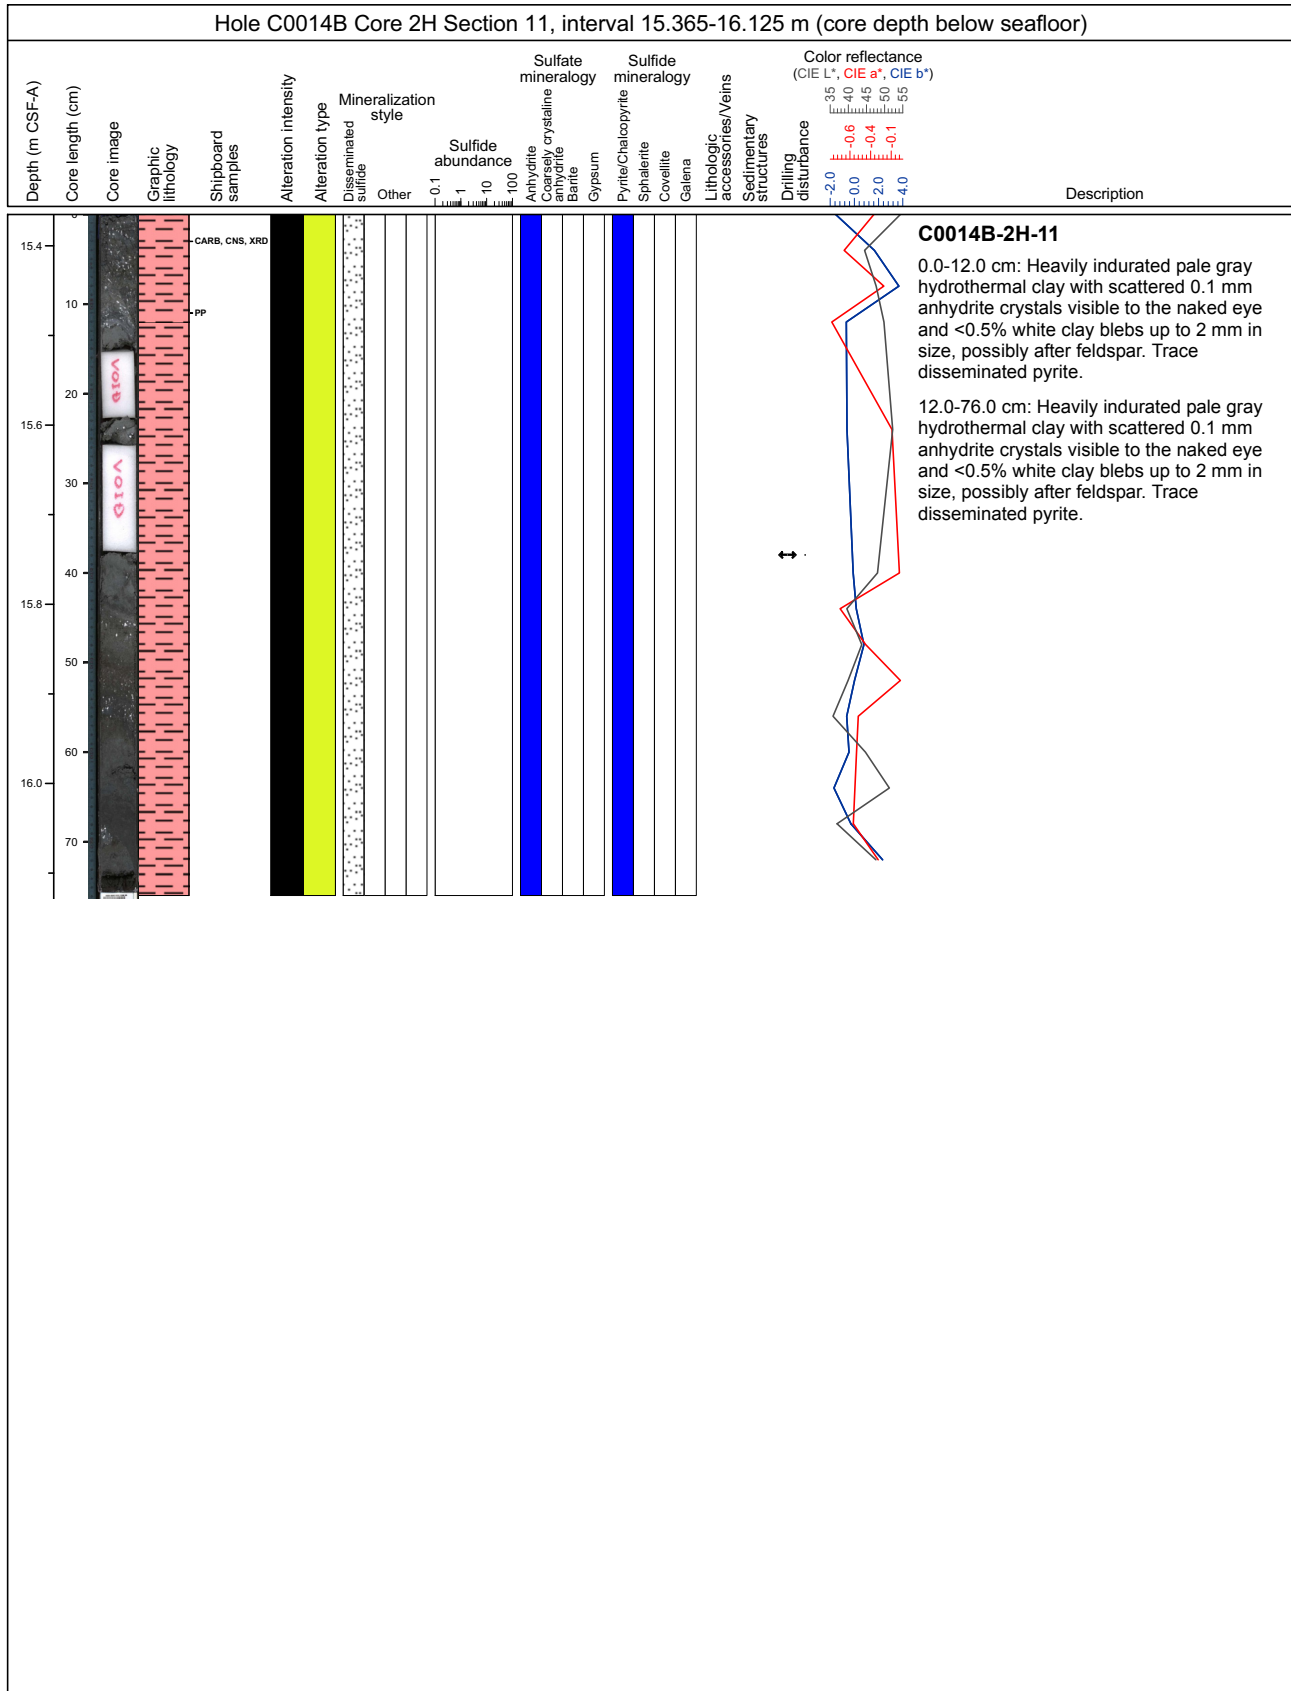 Hole C0014B Core 2H Section 11, interval 15.365-16.125 m (core depth below seafloor)
Depth (m CSF-A)
Core length (cm)
Core image
Graphic
lithology
Shipboard
samples
Alteration intensity
Alteration type
Mineralization
style
Disseminated
sulfide
Other
Sulfide
abundance
0.1
1
10
100
Sulfate
mineralogy
Anhydrite
Coarsely crystaline
anhydrite
Barite
Gypsum
Sulfide
mineralogy
Pyrite/Chalcopyrite
Sphalerite
Covellite
Galena
Lithologic
accessories/Veins
Sedimentary
structures
Drilling
disturbance
Color reflectance
(CIE L*, CIE a*, CIE b*)
35
40
45
50
55
-0.6
-0.4
-0.1
-2.0
0.0
2.0
4.0
Description
15.4
15.6
15.8
16.0
0
10
20
30
40
50
60
70
VOID
VOID
CARB, CNS, XRD
PP
C0014B-2H-11
0.0-12.0 cm: Heavily indurated pale gray
hydrothermal clay with scattered 0.1 mm
anhydrite crystals visible to the naked eye
and <0.5% white clay blebs up to 2 mm in
size, possibly after feldspar. Trace
disseminated pyrite.
12.0-76.0 cm: Heavily indurated pale gray
hydrothermal clay with scattered 0.1 mm
anhydrite crystals visible to the naked eye
and <0.5% white clay blebs up to 2 mm in
size, possibly after feldspar. Trace
disseminated pyrite.